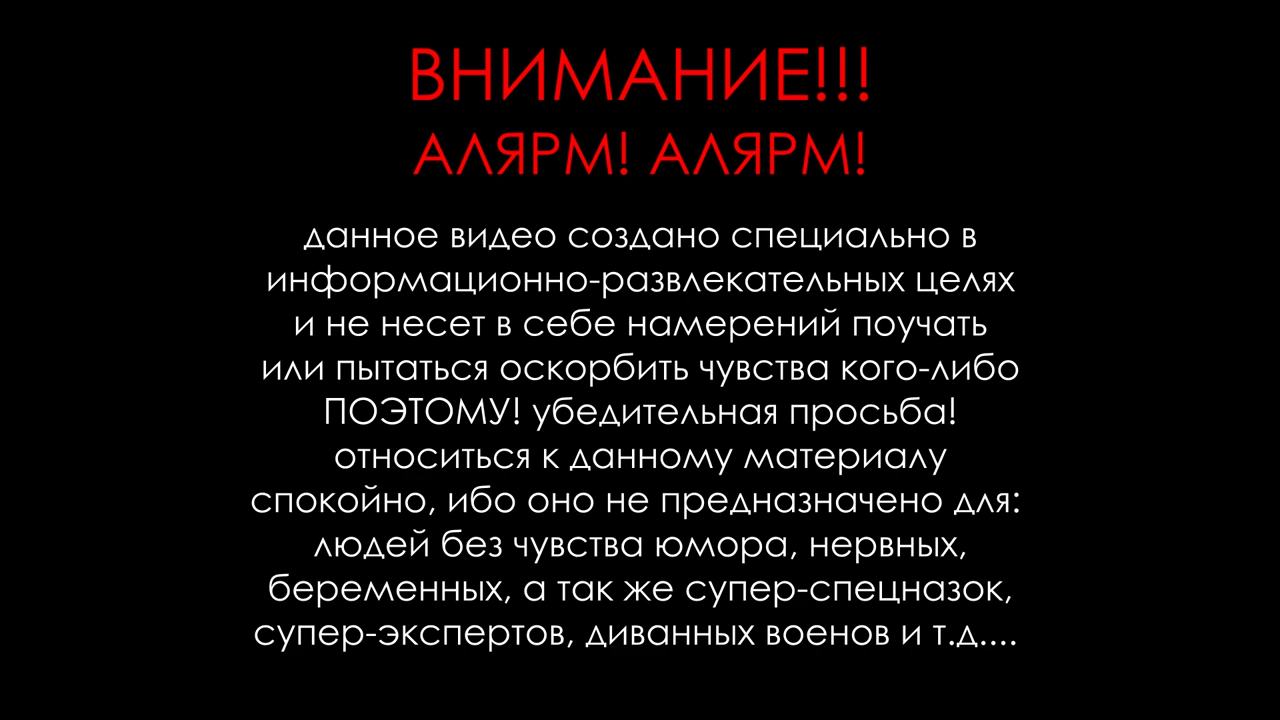 ВНИМАНИЕ!!!
АЛЯРМ! АЛЯРМ!
данное видео создано специально в
информационно-развлекательных целях
и не несет в себе намерений поучать
или пытаться оскорбить чувства кого-либо
ПОЭТОМУ! убедительная просьба!
относиться к данному материалу
спокойно, ибо оно не предназначено для:
людей без чувства юмора, нервных,
беременных, а так же супер-спецназок,
супер-экспертов, диванных военов и т.д....